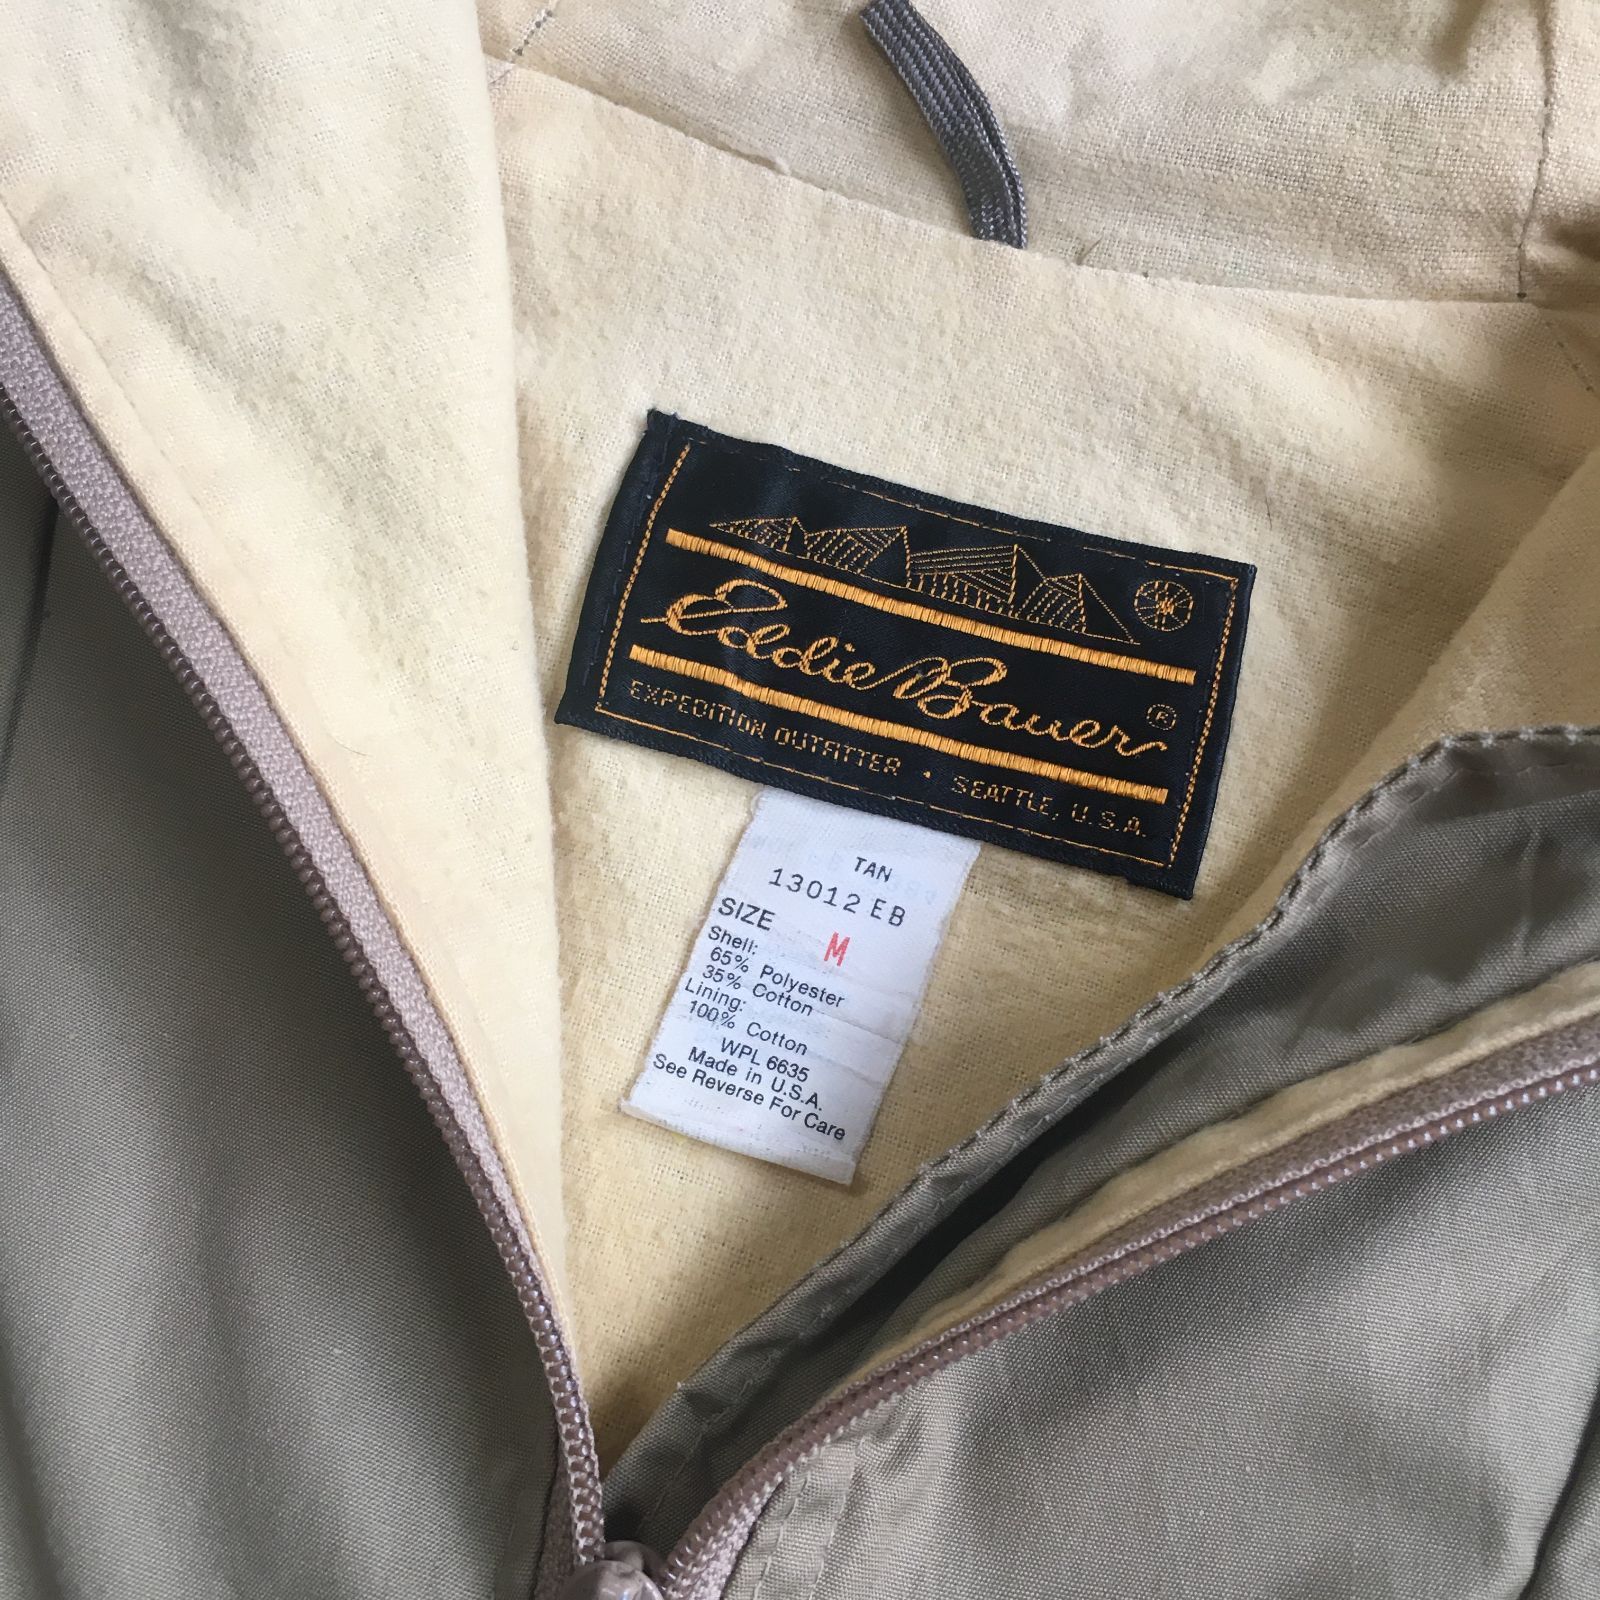 Eddie Bauer ®
EXPEDITION OUTFITTER • SEATTLE, U.S.A.
TAN
13012 EB
SIZE M
Shell:
65% Polyester
35% Cotton
Lining:
100% Cotton
WPL 6635
Made in U.S.A.
See Reverse For Care